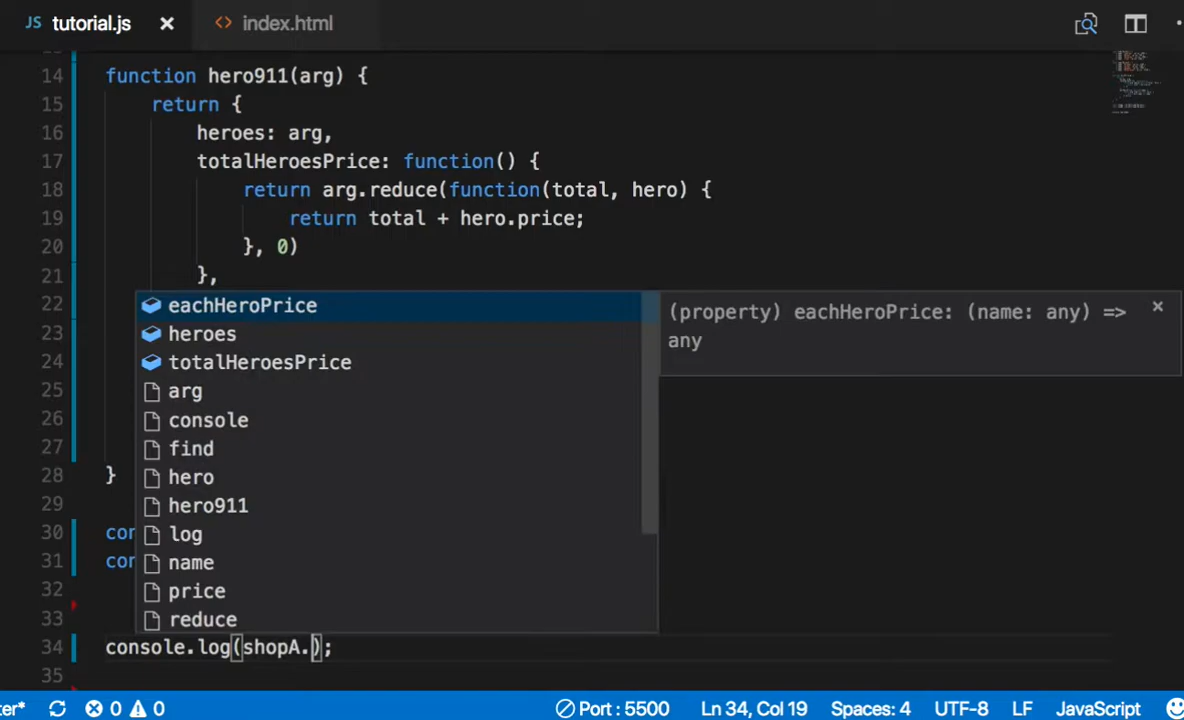 JS tutorial.js × <> index.html
14 function hero911(arg) {
15 return {
16 heroes: arg,
17 totalHeroesPrice: function() {
18 return arg.reduce(function(total, hero) {
19 return total + hero.price;
20 }, 0)
21 },
22
23
24
25
26
27
eachHeroPrice
heroes
totalHeroesPrice
arg
console
find
hero
hero911
log
name
price
reduce
(property) eachHeroPrice: (name: any) => ×
any
28 }
29
30 con
31 con
32
33
34 console.log(shopA.);
35
ter* 0 0 Port : 5500 Ln 34, Col 19 Spaces: 4 UTF-8 LF JavaScript